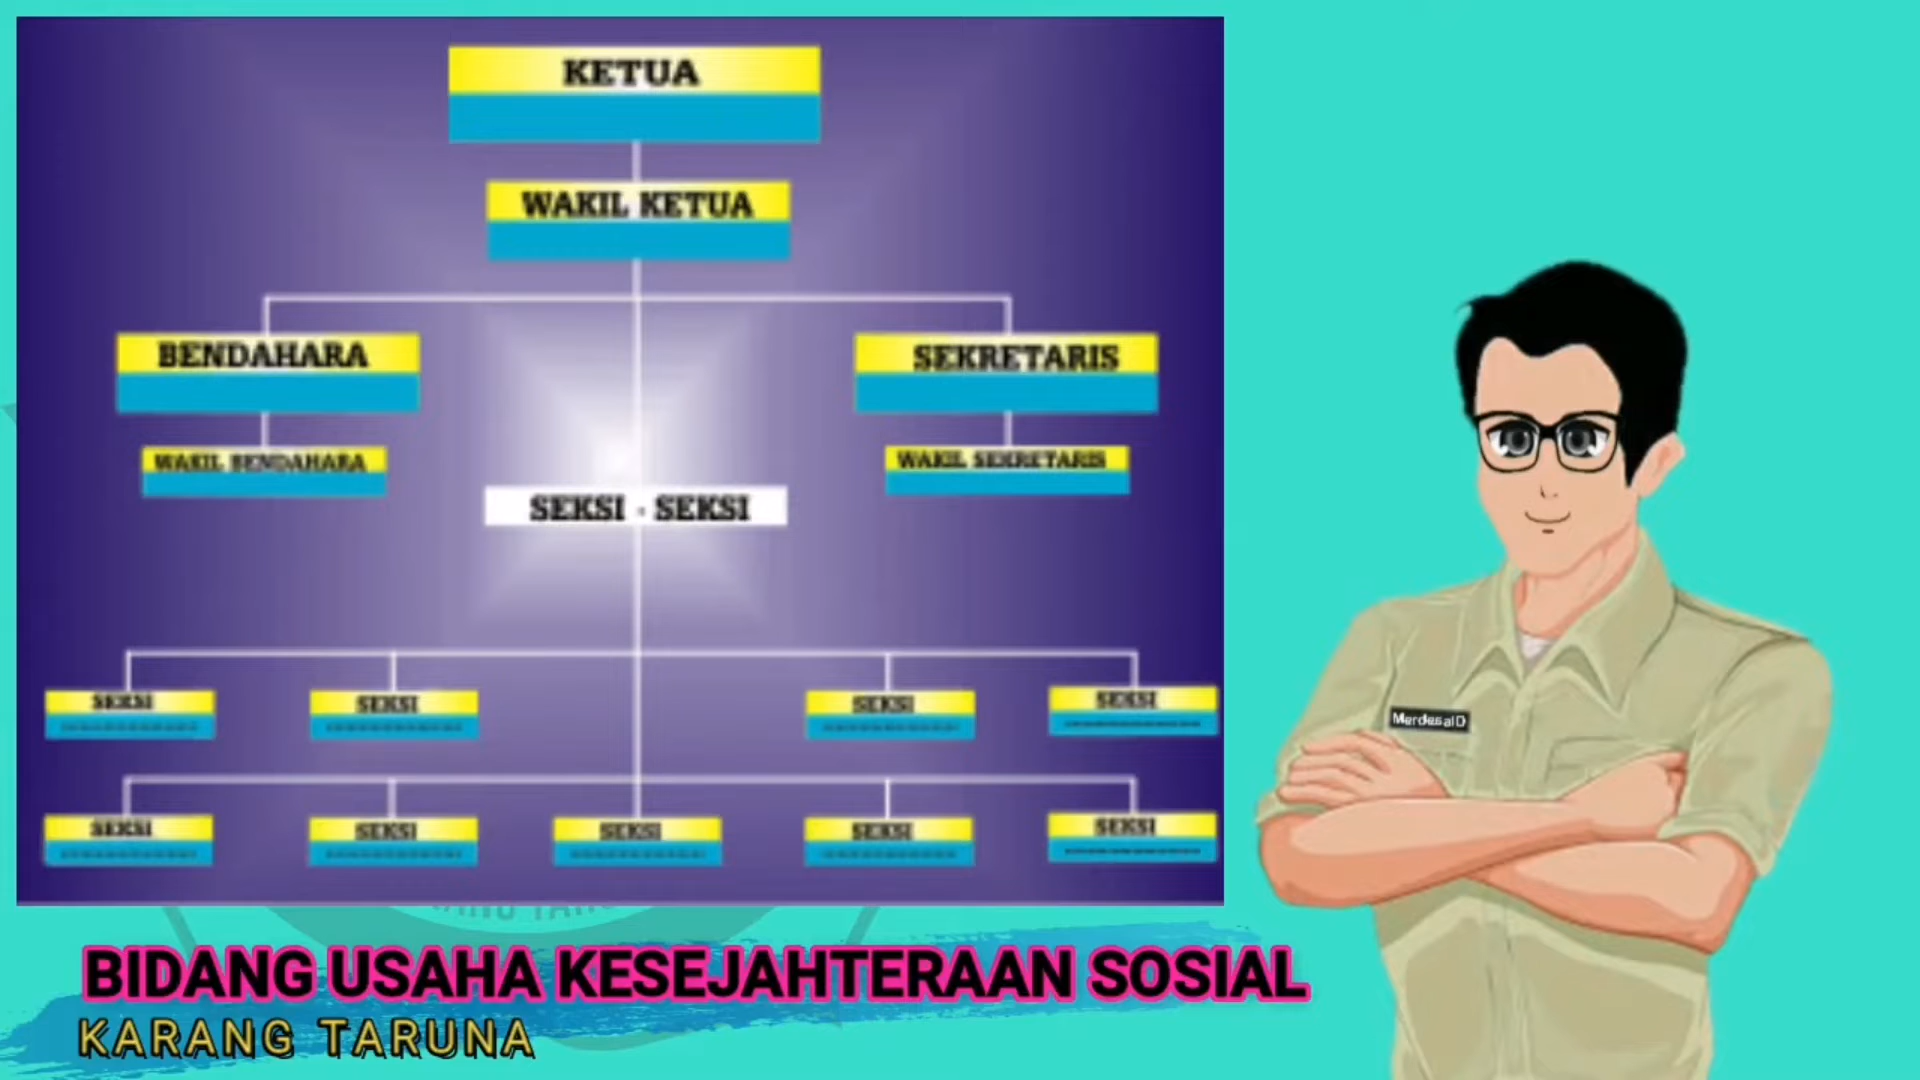 KETUA
WAKIL KETUA
BENDAHARA
SEKRETARIS
WAKIL BENDAHARA
WAKIL SEKRETARIS
SEKSI - SEKSI
SEKSI
SEKSI
SEKSI
SEKSI
SEKSI
SEKSI
SEKSI
SEKSI
SEKSI
MerdesaID
BIDANG USAHA KESEJAHTERAAN SOSIAL
KARANG TARUNA